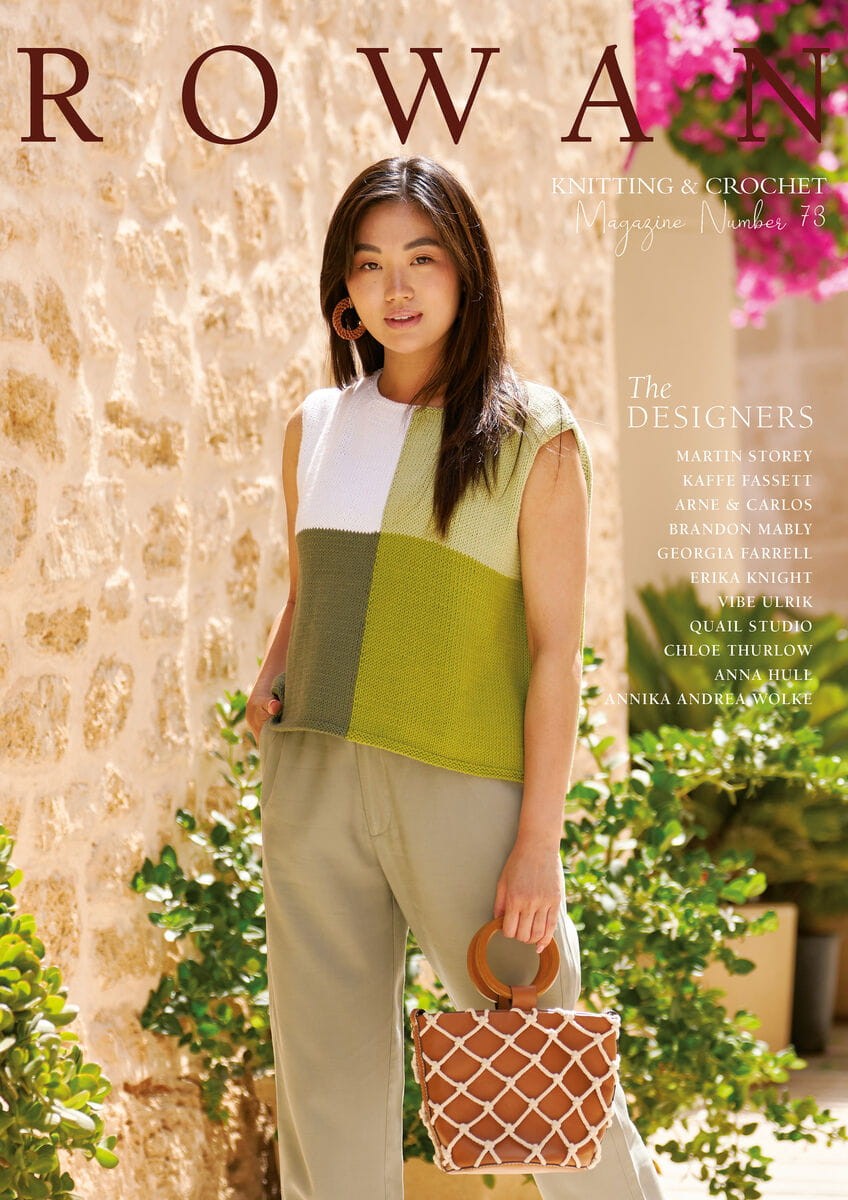 ROWAN
KNITTING & CROCHET
Magazine Number 73
The
DESIGNERS
MARTIN STOREY
KAFFE FASSETT
ARNE & CARLOS
BRANDON MABLY
GEORGIA FARRELL
ERIKA KNIGHT
VIBE ULRIK
QUAIL STUDIO
CHLOE THURLOW
ANNA HULL
ANNIKA ANDREA WOLKE